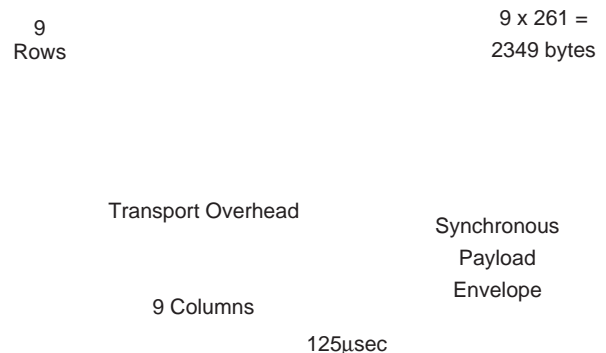 9
Rows
9 x 261 =
2349 bytes
Transport Overhead
Synchronous
Payload
Envelope
9 Columns
125μsec